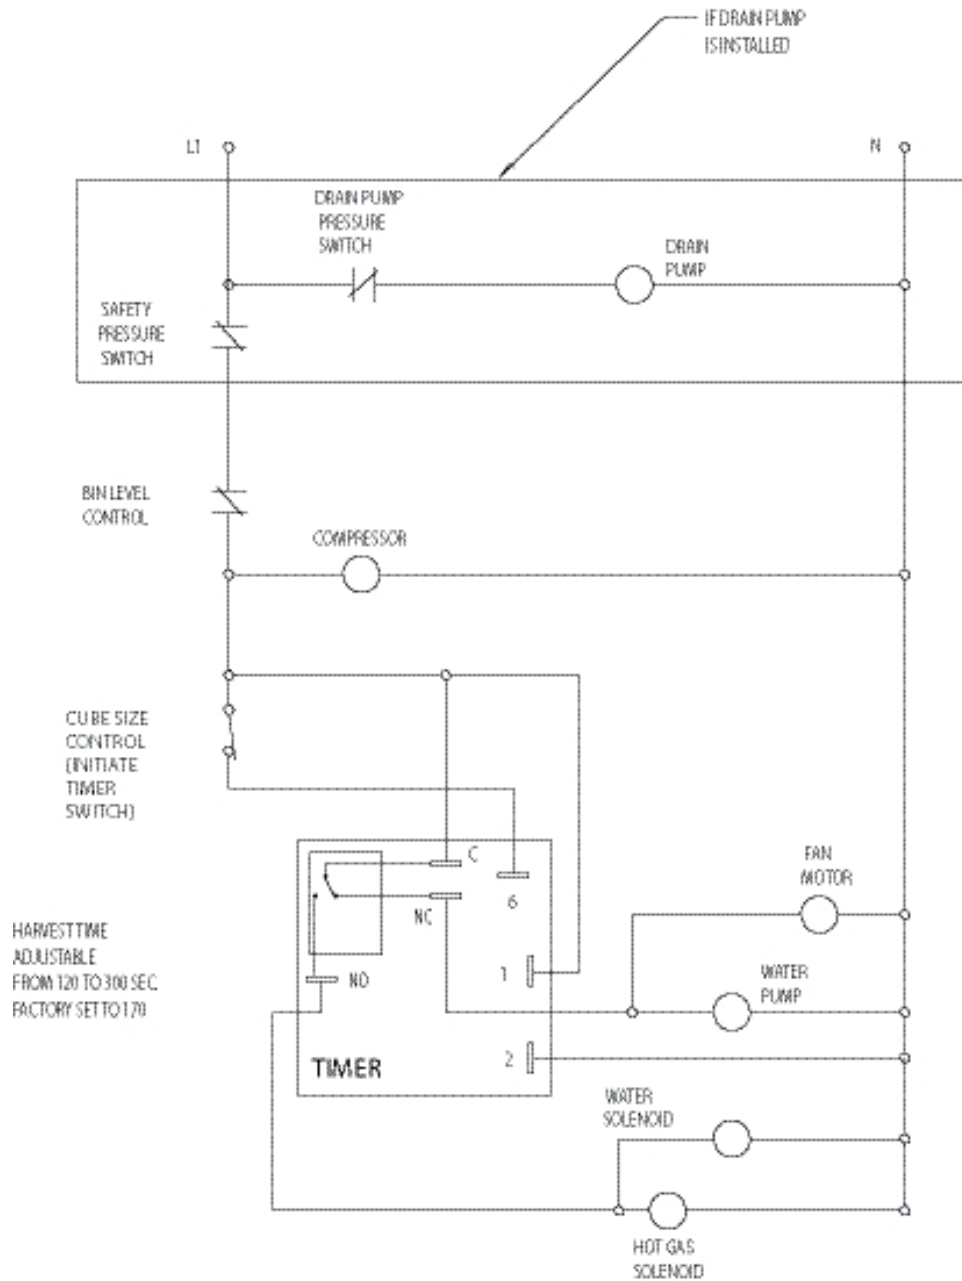 IF DRAIN PUMP
IS INSTALLED
L1
N
DRAIN PUMP
PRESSURE
SWITCH
DRAIN
PUMP
SAFETY
PRESSURE
SWITCH
BIN LEVEL
CONTROL
COMPRESSOR
CUBE SIZE
CONTROL
(INITIATE
TIMER
SWITCH)
C
6
NC
FAN
MOTOR
HARVEST TIME
ADJUSTABLE
FROM 120 TO 300 SEC
FACTORY SET TO 170
NO
1
WATER
PUMP
TIMER
2
WATER
SOLENOID
HOT GAS
SOLENOID